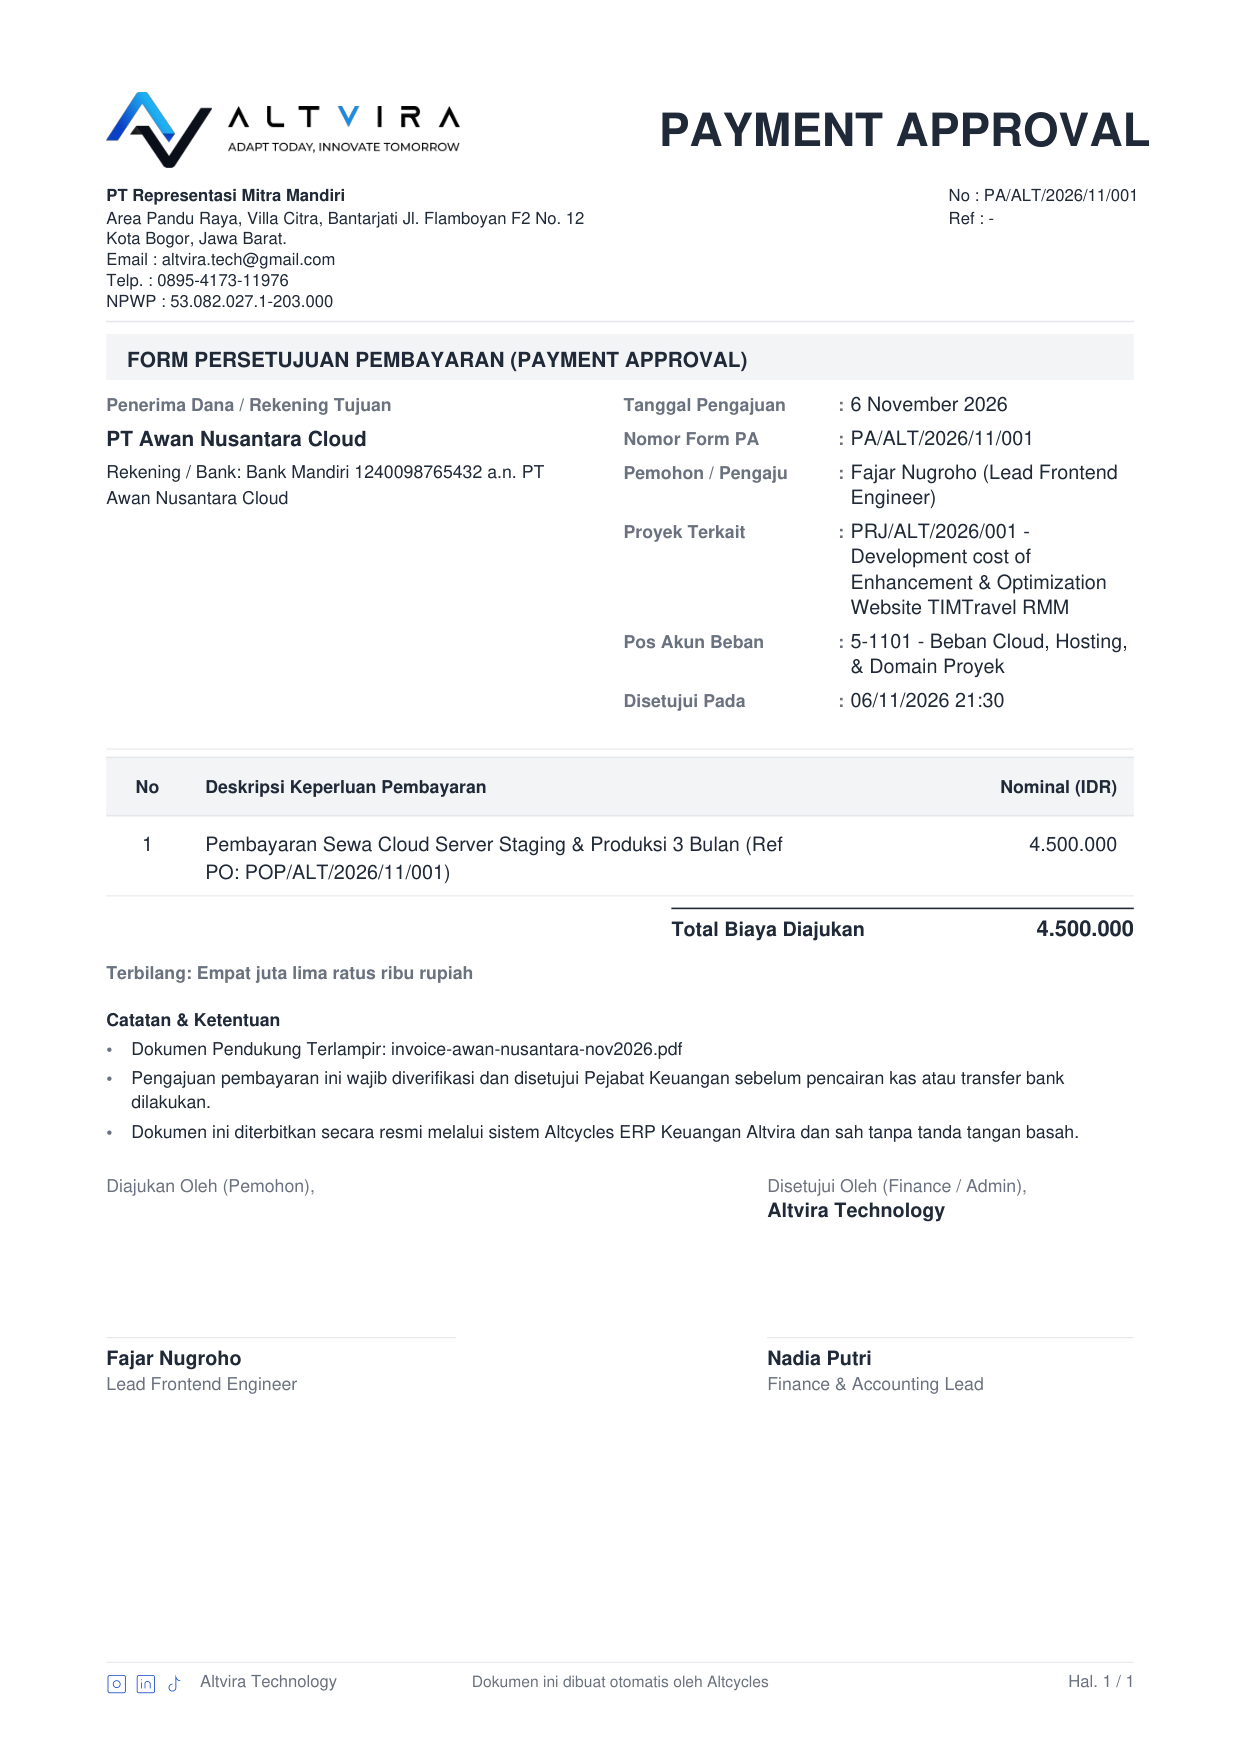 ALTVIRA
ADAPT TODAY, INNOVATE TOMORROW
PAYMENT APPROVAL
PT Representasi Mitra Mandiri
Area Pandu Raya, Villa Citra, Bantarjati Jl. Flamboyan F2 No. 12
Kota Bogor, Jawa Barat.
Email : altvira.tech@gmail.com
Telp. : 0895-4173-11976
NPWP : 53.082.027.1-203.000
No : PA/ALT/2026/11/001
Ref : -
FORM PERSETUJUAN PEMBAYARAN (PAYMENT APPROVAL)
Penerima Dana / Rekening Tujuan
PT Awan Nusantara Cloud
Rekening / Bank: Bank Mandiri 1240098765432 a.n. PT
Awan Nusantara Cloud
Tanggal Pengajuan : 6 November 2026
Nomor Form PA : PA/ALT/2026/11/001
Pemohon / Pengaju : Fajar Nugroho (Lead Frontend
Engineer)
Proyek Terkait : PRJ/ALT/2026/001 -
Development cost of
Enhancement & Optimization
Website TIMTravel RMM
Pos Akun Beban : 5-1101 - Beban Cloud, Hosting,
& Domain Proyek
Disetujui Pada : 06/11/2026 21:30
No Deskripsi Keperluan Pembayaran Nominal (IDR)
1 Pembayaran Sewa Cloud Server Staging & Produksi 3 Bulan (Ref 4.500.000
PO: POP/ALT/2026/11/001)
Total Biaya Diajukan 4.500.000
Terbilang: Empat juta lima ratus ribu rupiah
Catatan & Ketentuan
• Dokumen Pendukung Terlampir: invoice-awan-nusantara-nov2026.pdf
• Pengajuan pembayaran ini wajib diverifikasi dan disetujui Pejabat Keuangan sebelum pencairan kas atau transfer bank
dilakukan.
• Dokumen ini diterbitkan secara resmi melalui sistem Altcycles ERP Keuangan Altvira dan sah tanpa tanda tangan basah.
Diajukan Oleh (Pemohon),
Disetujui Oleh (Finance / Admin),
Altvira Technology
Fajar Nugroho
Lead Frontend Engineer
Nadia Putri
Finance & Accounting Lead
Altvira Technology
Dokumen ini dibuat otomatis oleh Altcycles
Hal. 1 / 1